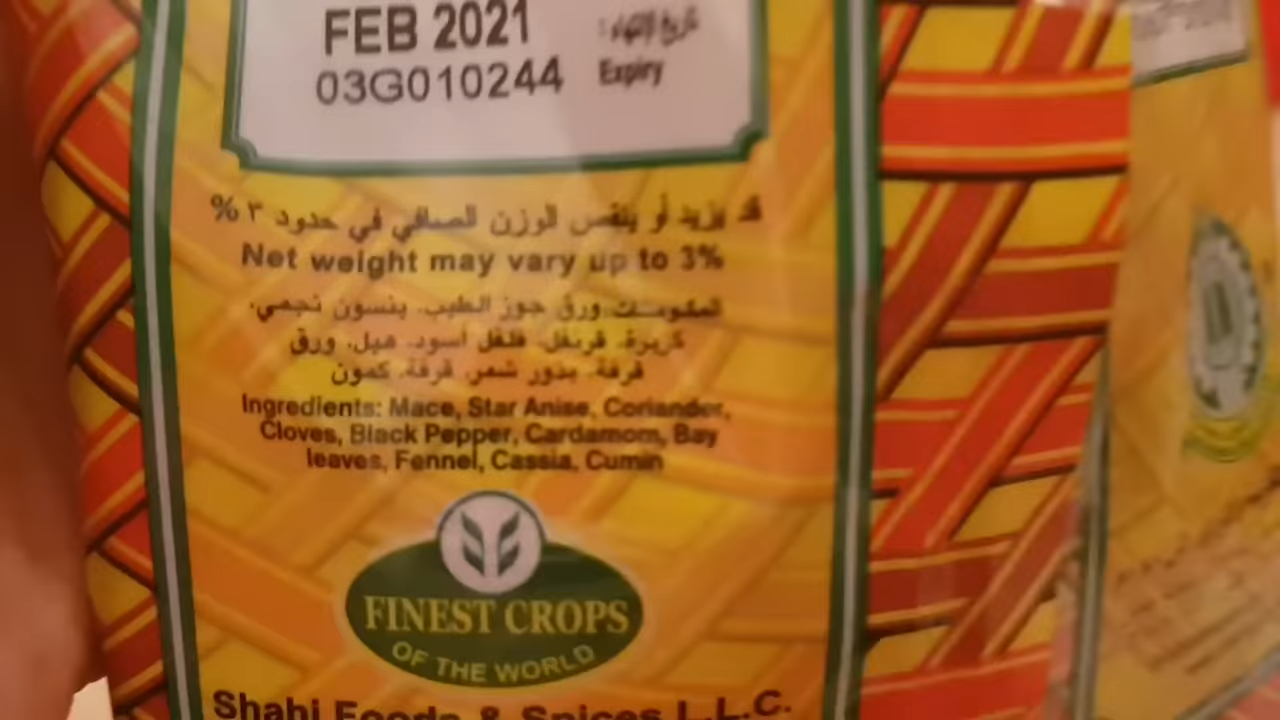 FEB 2021 تاريخ الإنتهاء:
03G010244 Expiry
قد يزيد أو ينقص الوزن الصافي في حدود ٣ %
Net weight may vary up to 3%
المكونات: ورق جوز الطيب، ينسون نجمي،
كزبرة، قرنفل، فلفل أسود، هيل، ورق
قرفة، بذور شمر، قرفة، كمون
Ingredients: Mace, Star Anise, Coriander,
Cloves, Black Pepper, Cardamom, Bay
leaves, Fennel, Cassia, Cumin
FINEST CROPS
OF THE WORLD
Shahi Foods & Spices L.L.C.